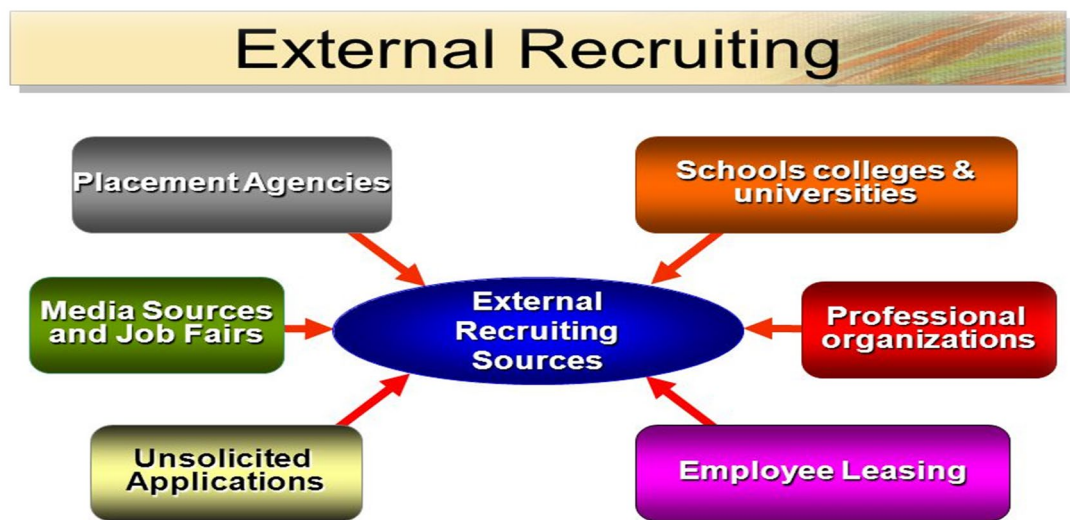 External Recruiting
Placement Agencies
Schools colleges &
universities
Media Sources
and Job Fairs
External
Recruiting
Sources
Professional
organizations
Unsolicited
Applications
Employee Leasing